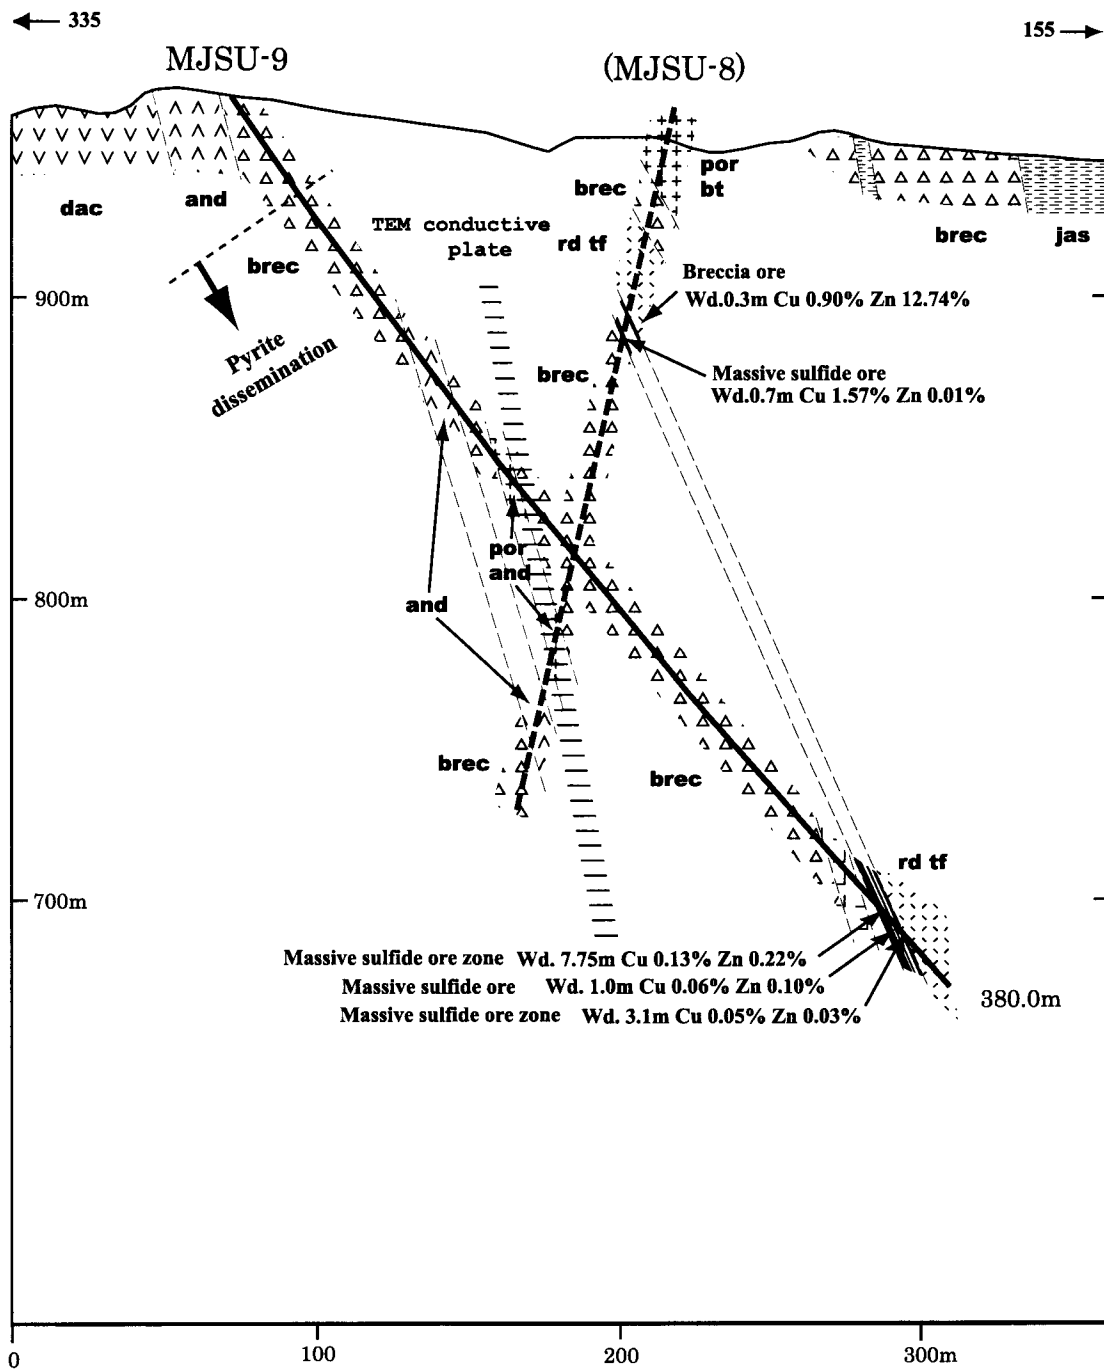 335
155
MJSU-9
(MJSU-8)
por
bt
brec
dac
and
TEM conductive
plate
rd tf
brec
jas
brec
Breccia ore
Wd.0.3m Cu 0.90% Zn 12.74%
900m
Pyrite
dissemination
brec
Massive sulfide ore
Wd.0.7m Cu 1.57% Zn 0.01%
por
and
and
800m
brec
brec
rd tf
700m
Massive sulfide ore zone Wd. 7.75m Cu 0.13% Zn 0.22%
Massive sulfide ore Wd. 1.0m Cu 0.06% Zn 0.10%
Massive sulfide ore zone Wd. 3.1m Cu 0.05% Zn 0.03%
380.0m
0
100
200
300m